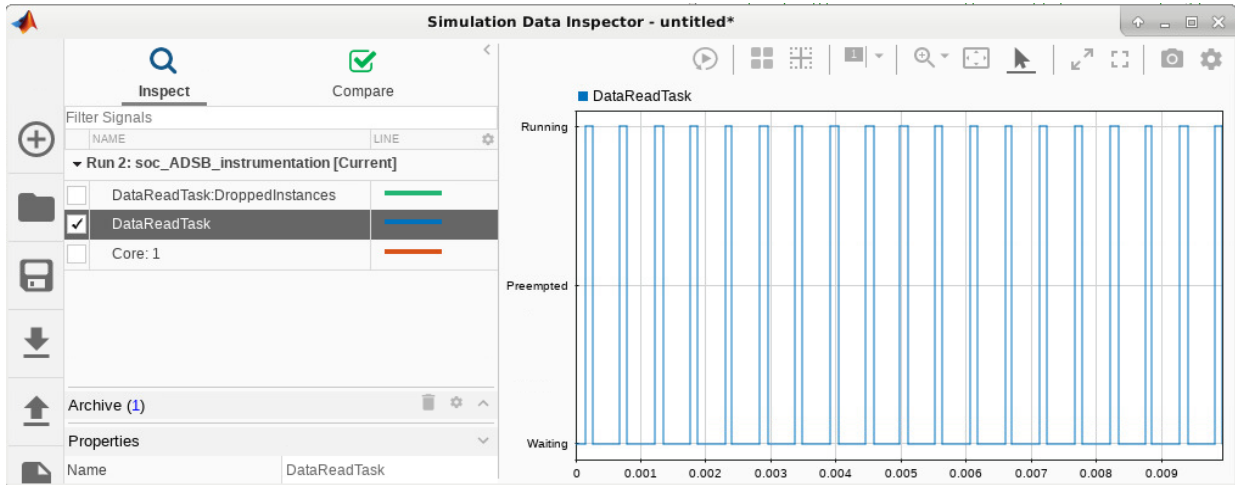 Simulation Data Inspector - untitled*
Inspect
Compare
Filter Signals
NAME
LINE
Run 2: soc_ADSB_instrumentation [Current]
DataReadTask:DroppedInstances
DataReadTask
Core: 1
Archive (1)
Properties
Name
DataReadTask
1
DataReadTask
Running
Preempted
Waiting
0 0.001 0.002 0.003 0.004 0.005 0.006 0.007 0.008 0.009